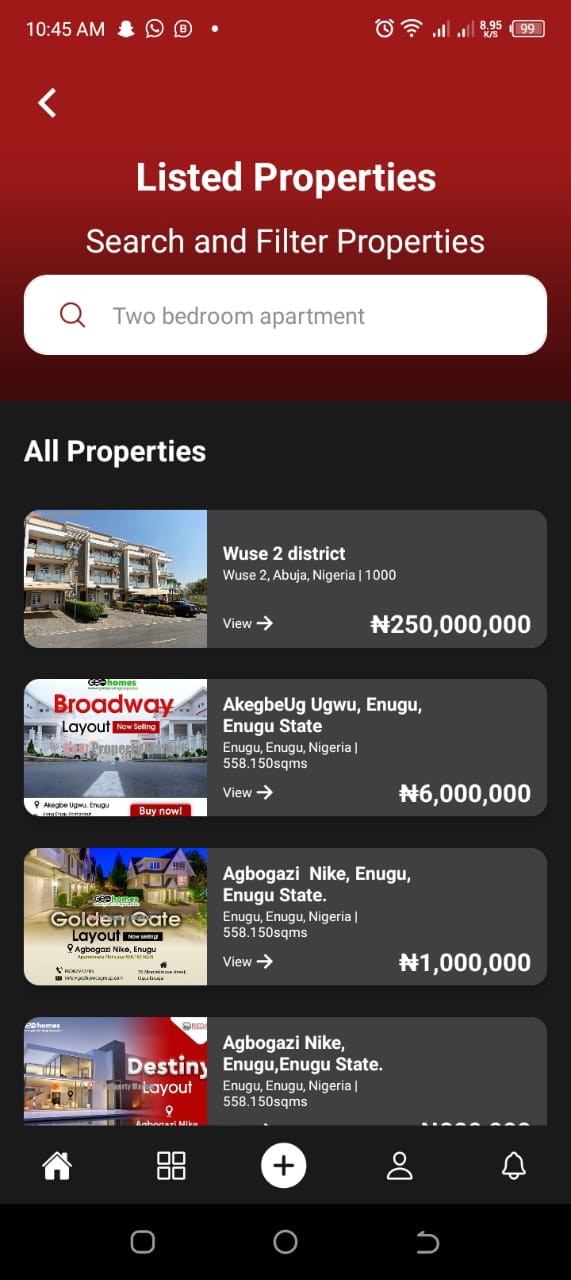 10:45 AM
8.95
K/S
99
Listed Properties
Search and Filter Properties
Two bedroom apartment
All Properties
Wuse 2 district
Wuse 2, Abuja, Nigeria | 1000
View
₦250,000,000
homes
Broadway
Layout Now Selling
Property
Akegbe Ugwu, Enugu
Buy now!
AkegbeUg Ugwu, Enugu,
Enugu State
Enugu, Enugu, Nigeria |
558.150sqms
View
₦6,000,000
homes
Golden Gate
Layout Now selling!
Agbogazi Nike, Enugu
Agbogazi  Nike, Enugu,
Enugu State.
Enugu, Enugu, Nigeria |
558.150sqms
View
₦1,000,000
homes
Destiny
Layout
Agbogazi Nike
Agbogazi Nike,
Enugu,Enugu State.
Enugu, Enugu, Nigeria |
558.150sqms